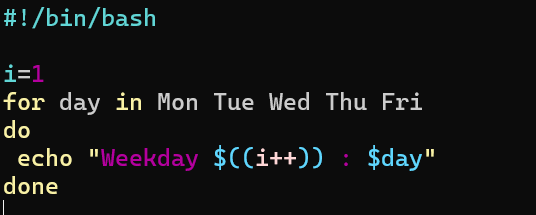 #!/bin/bash
i=1
for day in Mon Tue Wed Thu Fri
do
 echo "Weekday $((i++)) : $day"
done